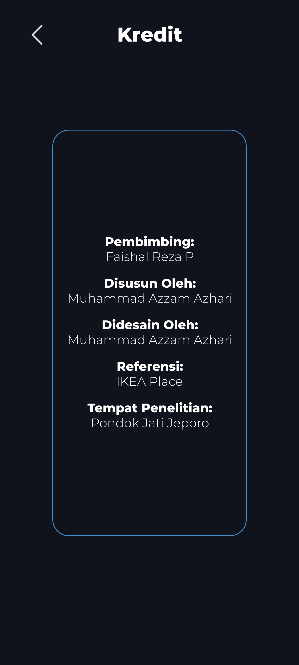 Kredit
Pembimbing:
Faishal Reza P
Disusun Oleh:
Muhammad Azzam Azhari
Didesain Oleh:
Muhammad Azzam Azhari
Referensi:
IKEA Place
Tempat Penelitian:
Pondok Jati Jeporo